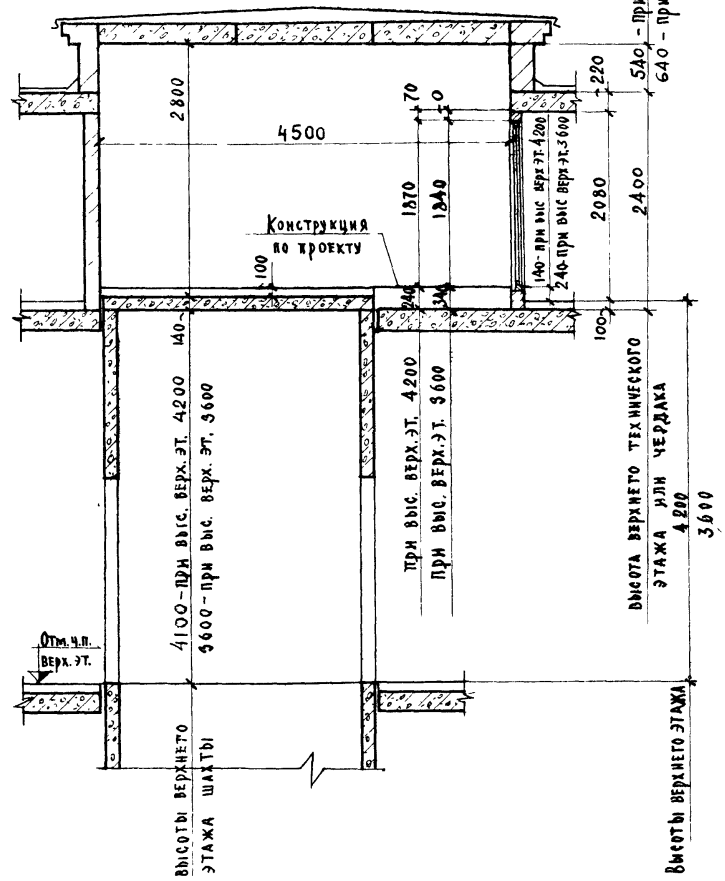 540 - ПРИ
640 - ПРИ
220
2800
4500
70
0
1870
1840
140-ПРИ ВЫС ВЕРХ ЭТ. 4200
240-ПРИ ВЫС ВЕРХ ЭТ. 3600
2080
2400
Конструкция
по проекту
100
240
340
140
100
4100-ПРИ ВЫС. ВЕРХ. ЭТ. 4200
3600-ПРИ ВЫС. ВЕРХ. ЭТ. 3600
ПРИ ВЫС. ВЕРХ. ЭТ. 4200
ПРИ ВЫС. ВЕРХ. ЭТ. 3600
ВЫСОТА ВЕРХНЕГО ТЕХНИЧЕСКОГО
ЭТАЖА ИЛИ ЧЕРДАКА
4200
3600
Отм. ч.п.
ВЕРХ. ЭТ.
ВЫСОТЫ ВЕРХНЕГО
ЭТАЖА ШАХТЫ
ВЫСОТЫ ВЕРХНЕГО ЭТАЖА